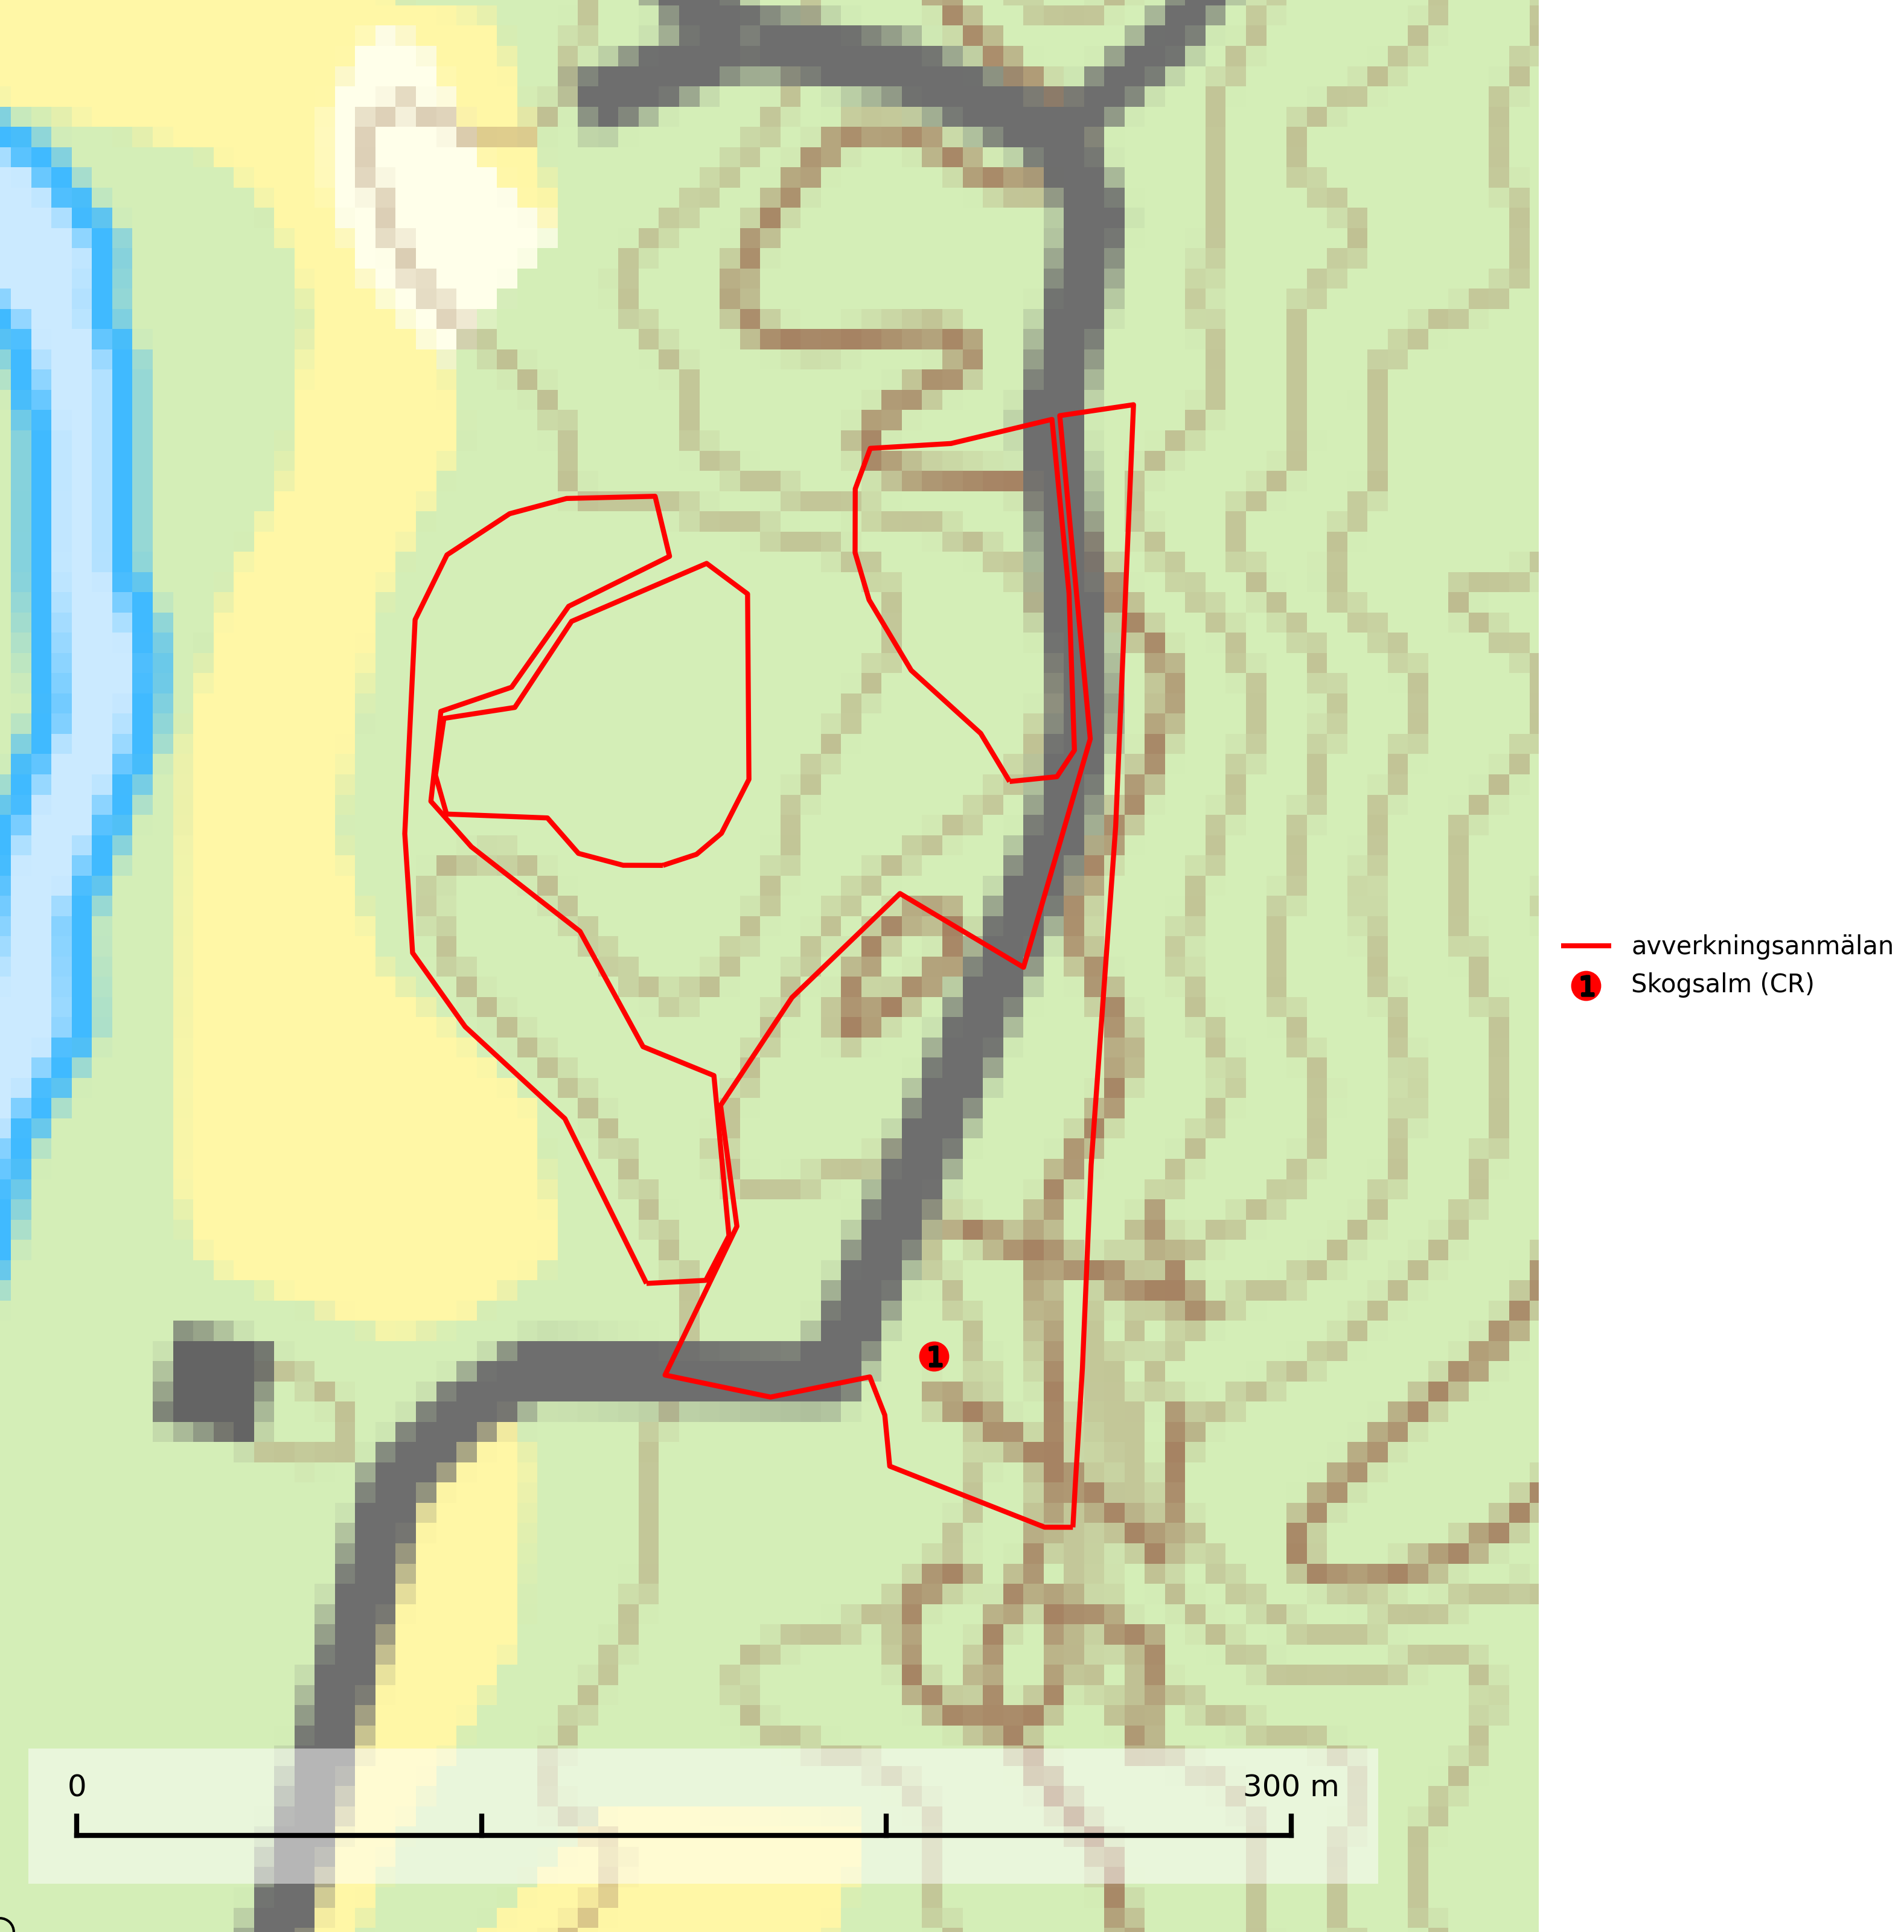 avverkningsanmälan
1 Skogsalm (CR)
1
0 300 m